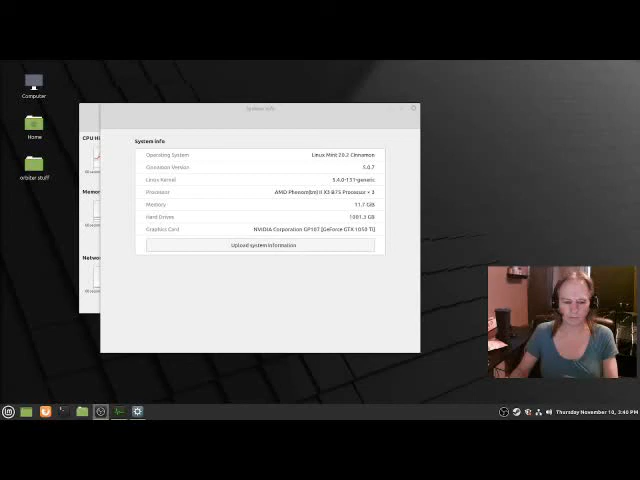 Computer
Home
orbiter stuff
System Info
CPU Hi
Memor
Networ
System info
Operating System Linux Mint 20.2 Cinnamon
Cinnamon Version 5.0.7
Linux Kernel 5.4.0-131-generic
Processor AMD Phenom(tm) II X3 B75 Processor × 3
Memory 11.7 GiB
Hard Drives 1081.3 GB
Graphics Card NVIDIA Corporation GP107 [GeForce GTX 1050 Ti]
Upload system information
Thursday November 10, 3:40 PM